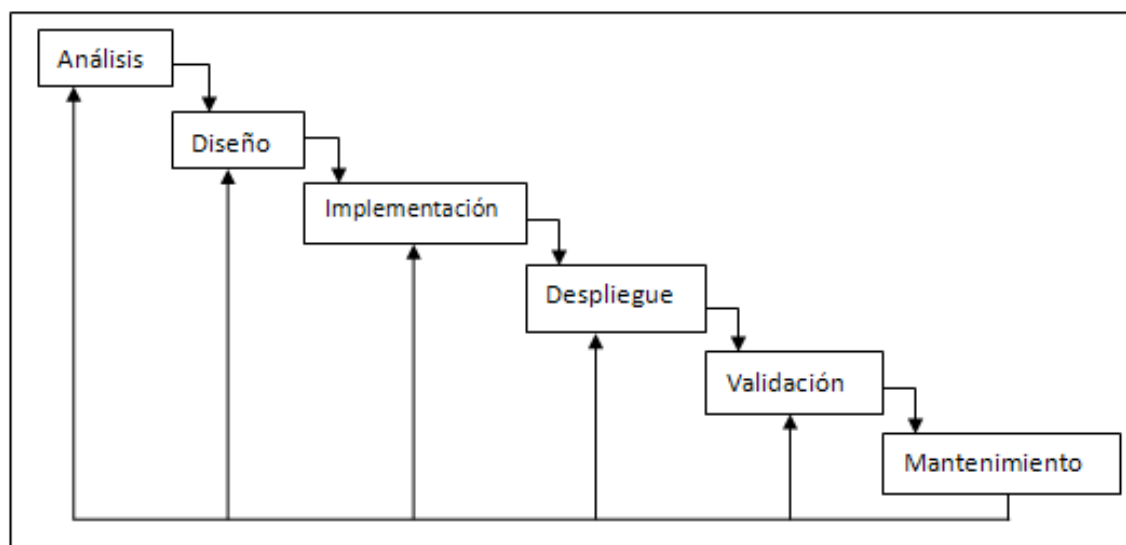 Análisis
Diseño
Implementación
Despliegue
Validación
Mantenimiento